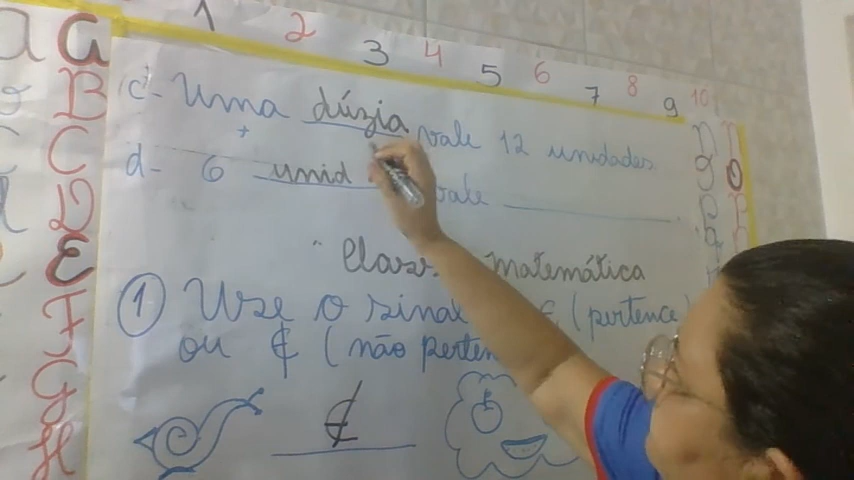 1 2 3 4 5 6 7 8 9 10
c- Uma dúzia vale 12 unidades.
d- 6 unid vale
matemática
1 Use o sinal ∈ (pertence)
ou ∉ (não perten
∉
a a
B
C
D
E
F
G
H